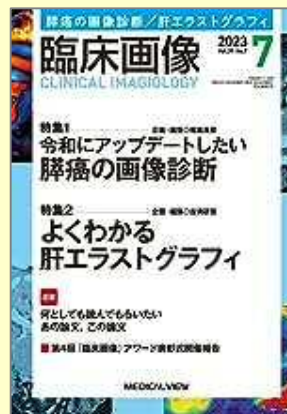 膵癌の画像診断/肝エラストグラフィ
臨床画像
2023
7
CLINICAL IMAGIOLOGY
特集1
令和にアップデートしたい
膵癌の画像診断
特集2
よくわかる
肝エラストグラフィ
連載
何としても読んでもらいたい
あの論文，この論文
第4回「臨床画像」アワード表彰式開催報告
MEDICAL VIEW